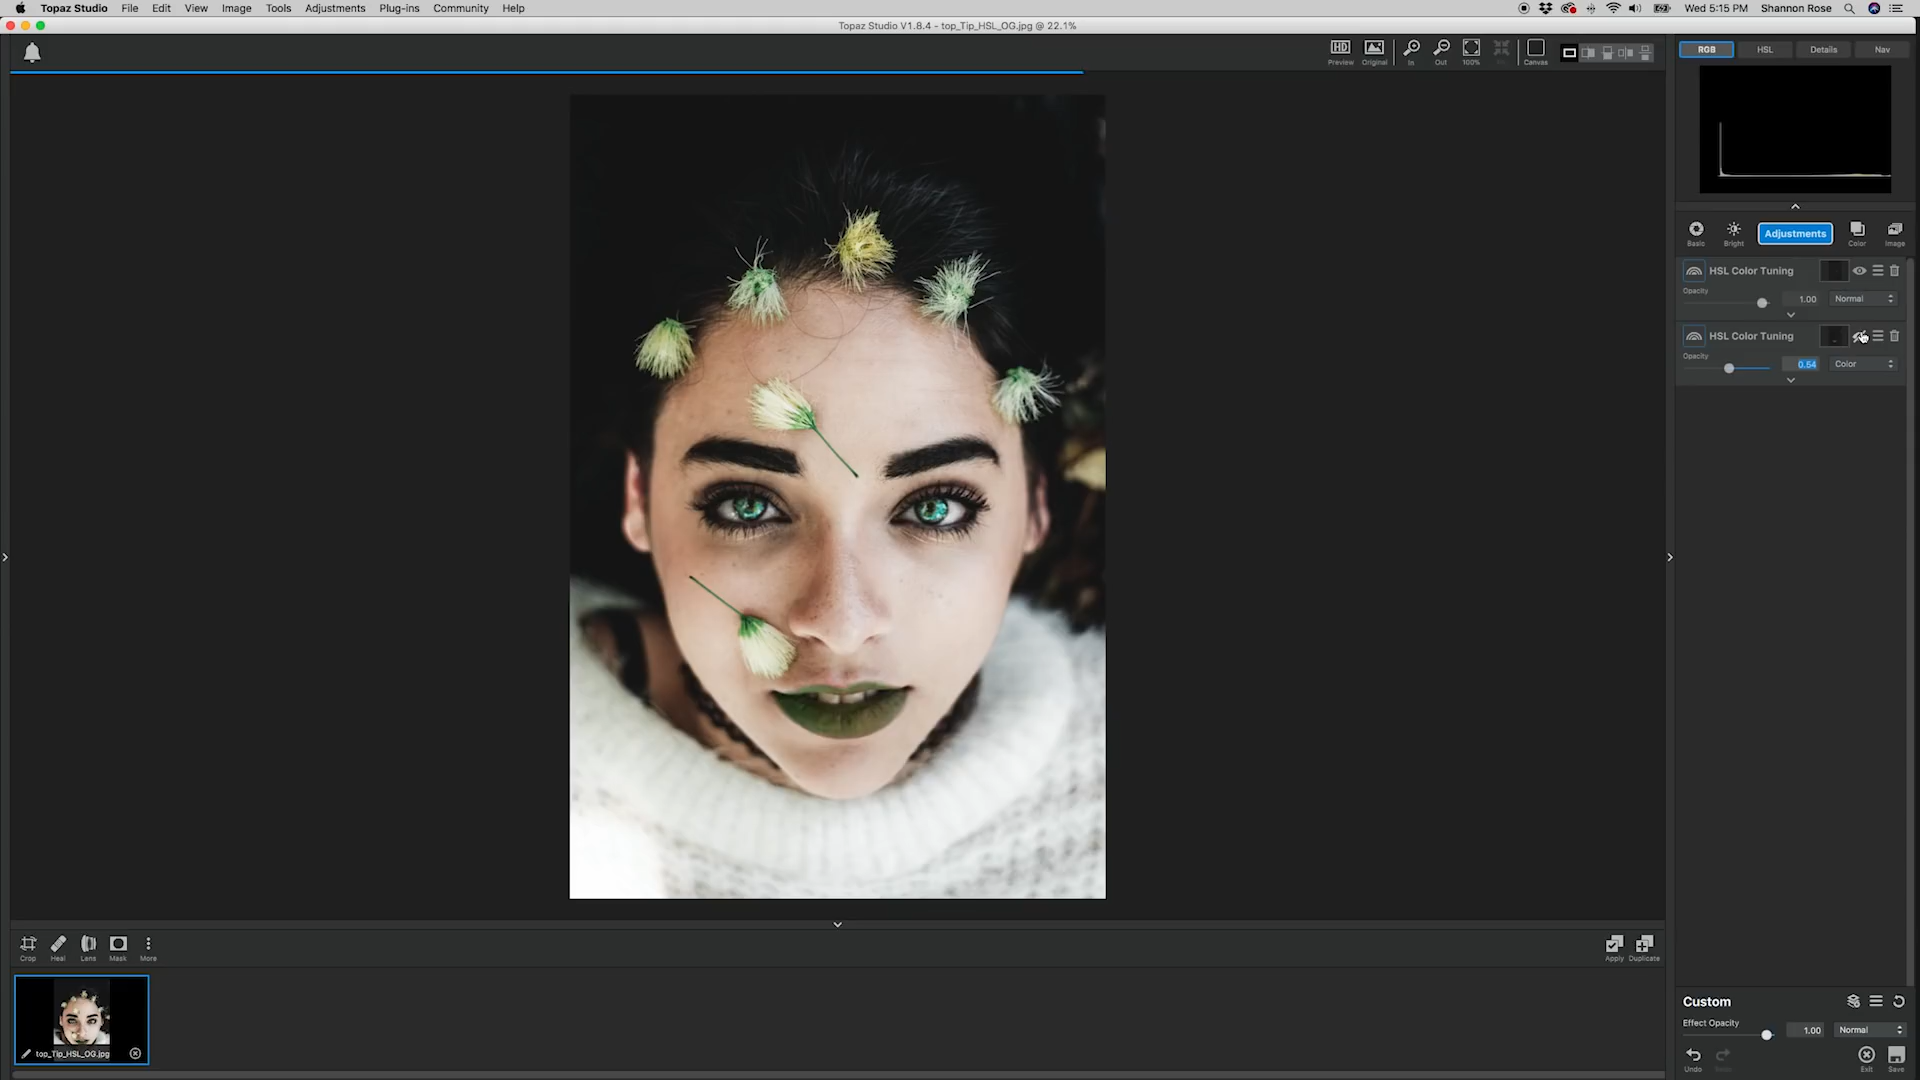 Topaz Studio File Edit View Image Tools Adjustments Plug-ins Community Help Wed 5:15 PM Shannon Rose
Topaz Studio V1.8.4 - top_Tip_HSL_OG.jpg @ 22.1%
HD Preview Original In Out 100% Canvas
RGB HSL Details Nav
Basic Bright Adjustments Color Image
HSL Color Tuning
Opacity 1.00 Normal
HSL Color Tuning
Opacity 0.54 Color
Crop Heal Lens Mask More Apply Duplicate
top_Tip_HSL_OG.jpg
Custom
Effect Opacity 1.00 Normal
Undo Exit Save